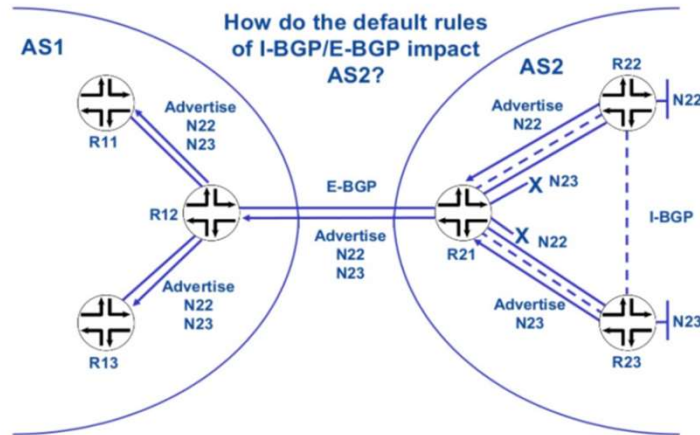 How do the default rules
of I-BGP/E-BGP impact
AS2?
AS1
AS2
R22
Advertise
N22
N23
Advertise
N22
N22
R11
E-BGP
X N23
R12
I-BGP
Advertise
N22
N23
R21
X N22
Advertise
N22
N23
Advertise
N23
N23
R13
R23